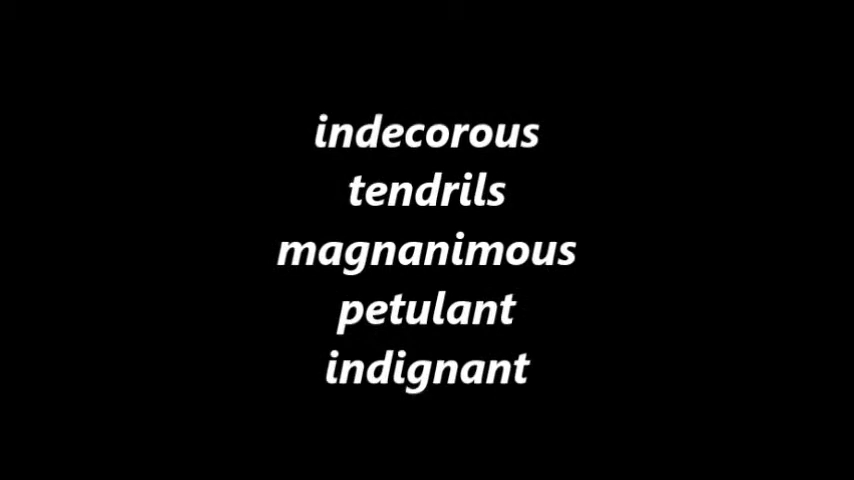 indecorous
tendrils
magnanimous
petulant
indignant